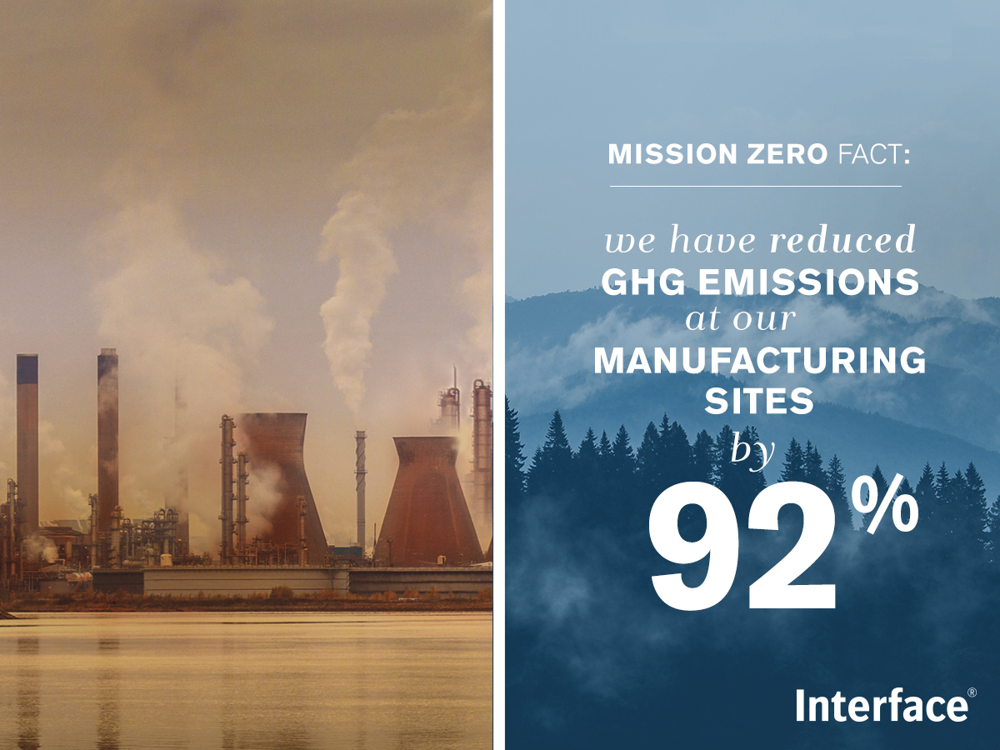 MISSION ZERO FACT:
we have reduced
GHG EMISSIONS
at our
MANUFACTURING
SITES
by
92%
Interface®